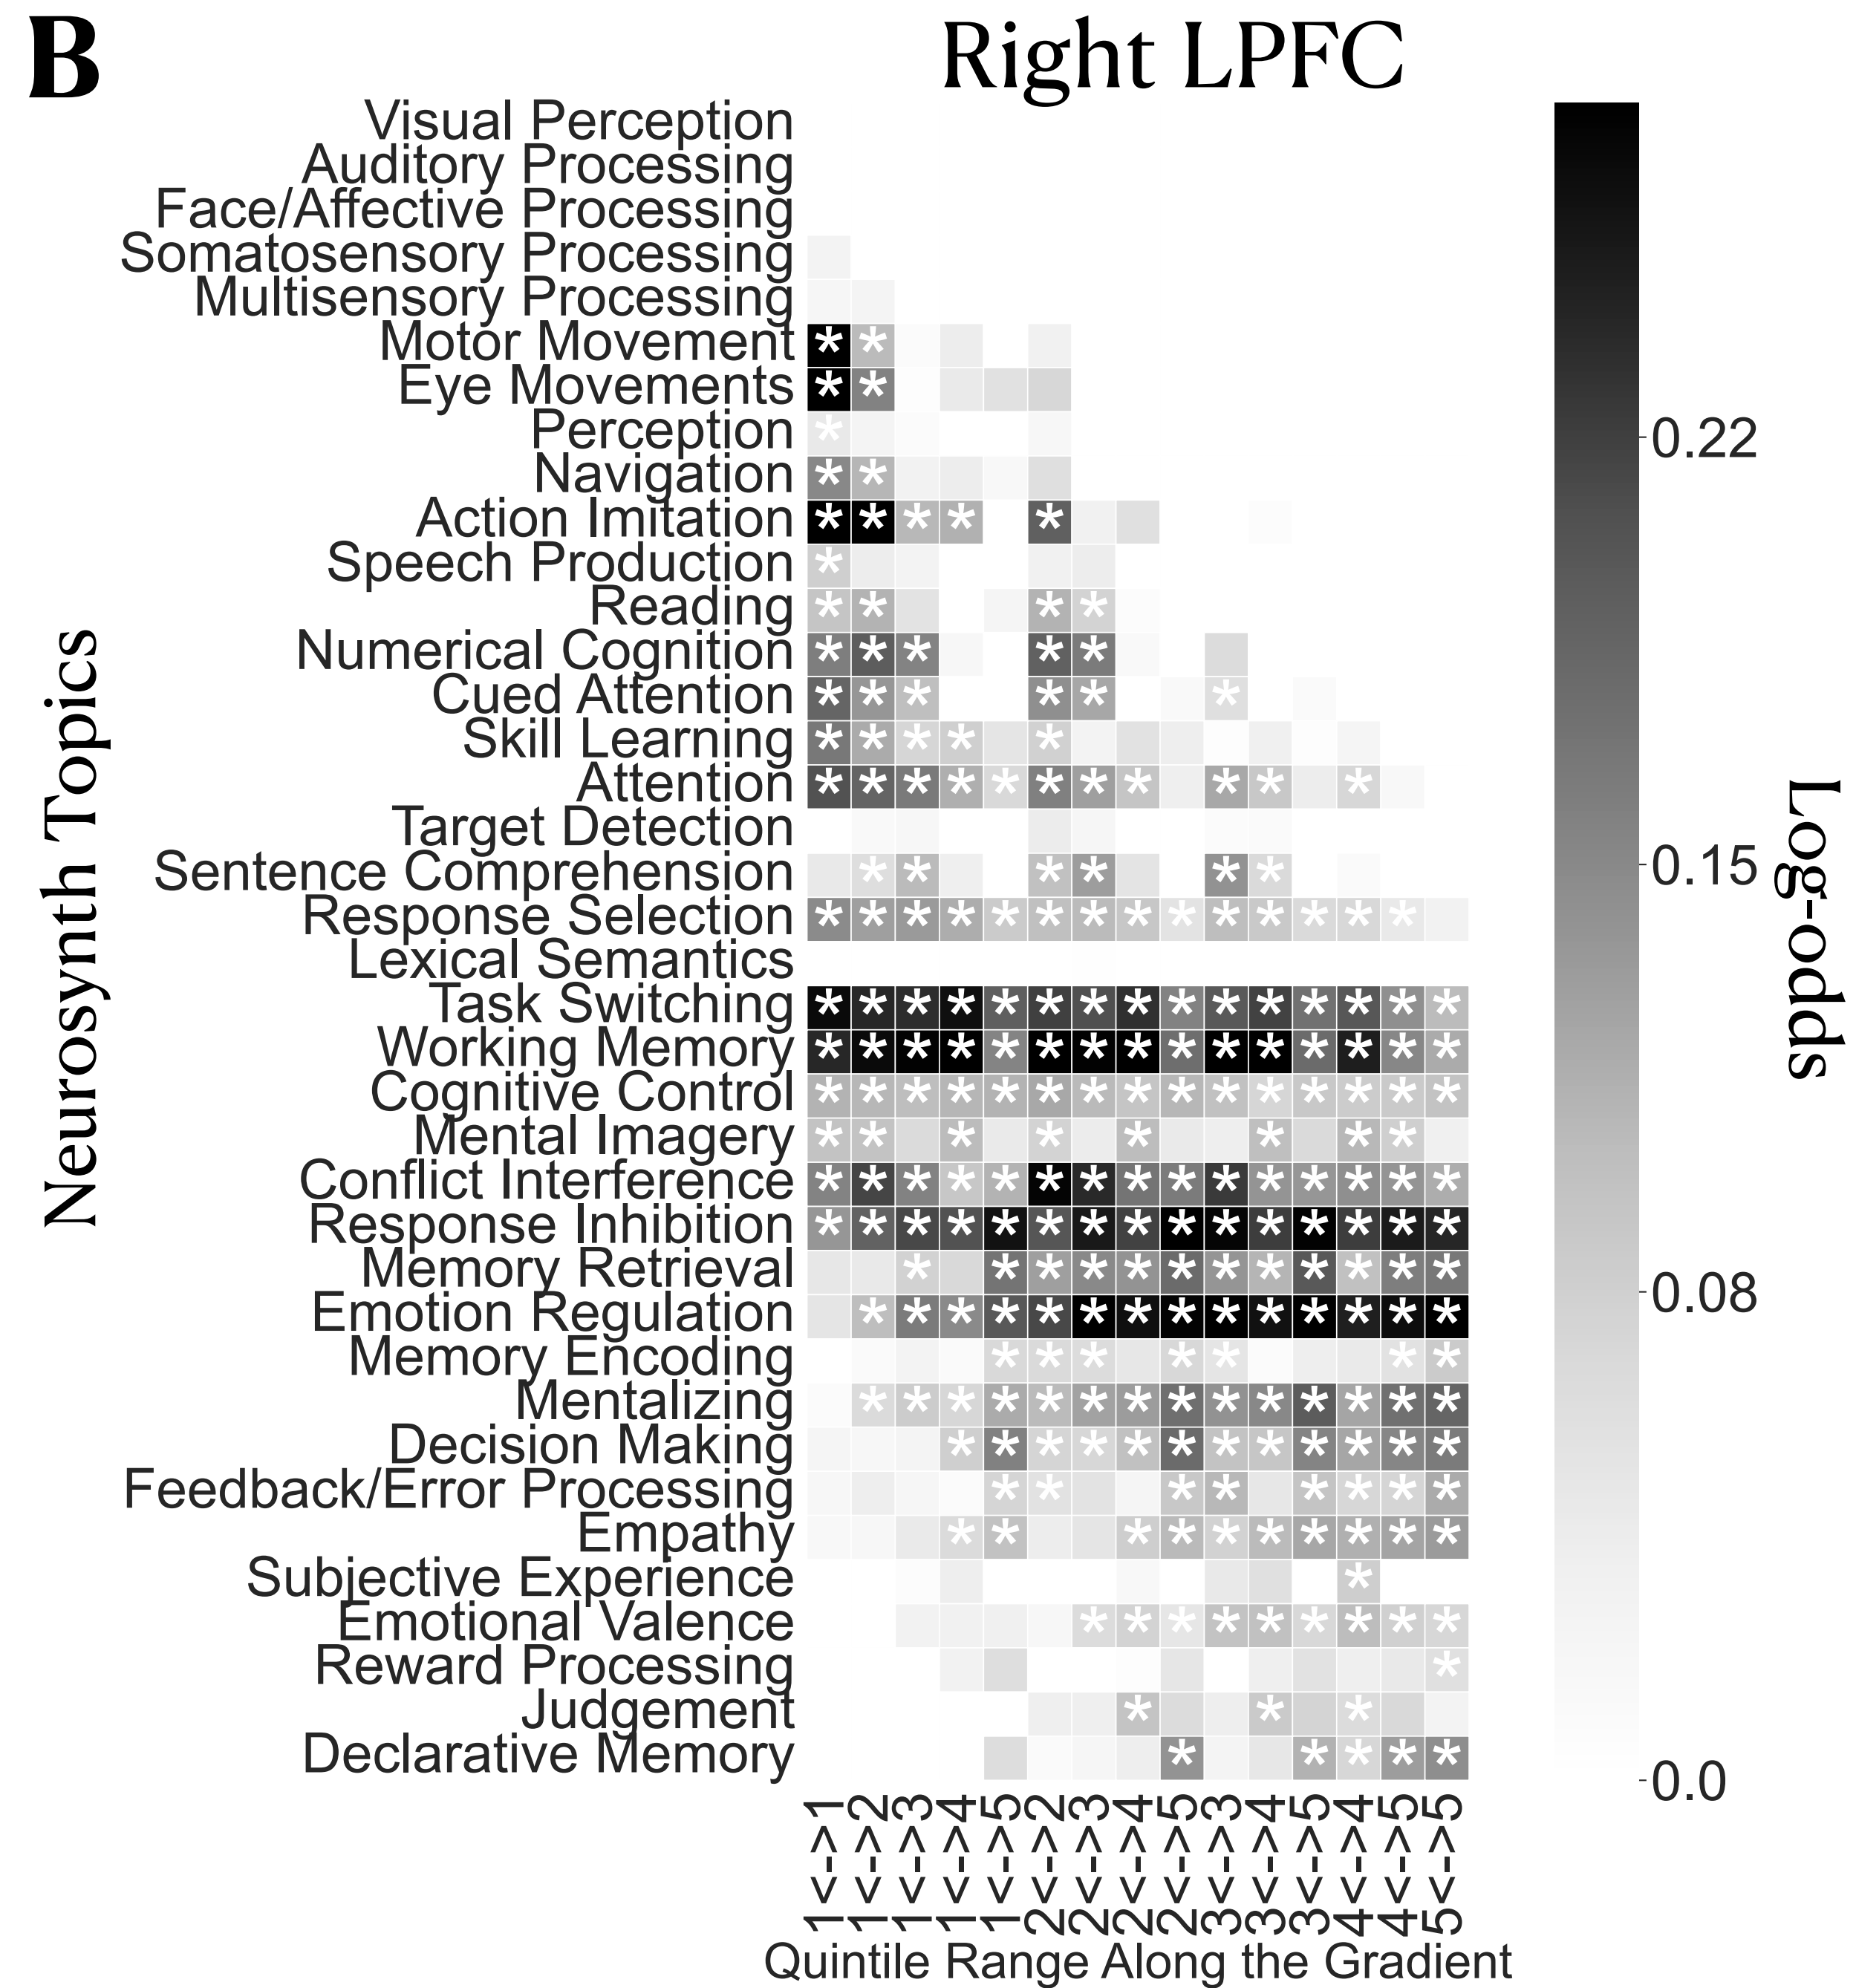 B
Right LPFC
Visual Perception
Auditory Processing
Face/Affective Processing
Somatosensory Processing
Multisensory Processing
Motor Movement
Eye Movements
Perception
Navigation
Action Imitation
Speech Production
Reading
Numerical Cognition
Cued Attention
Skill Learning
Attention
Target Detection
Sentence Comprehension
Response Selection
Lexical Semantics
Task Switching
Working Memory
Cognitive Control
Mental Imagery
Conflict Interference
Response Inhibition
Memory Retrieval
Emotion Regulation
Memory Encoding
Mentalizing
Decision Making
Feedback/Error Processing
Empathy
Subjective Experience
Emotional Valence
Reward Processing
Judgement
Declarative Memory
Neurosynth Topics
1<->1
1<->2
1<->3
1<->4
1<->5
2<->2
2<->3
2<->4
2<->5
3<->3
3<->4
3<->5
4<->4
4<->5
5<->5
Quintile Range Along the Gradient
0.22
0.15
0.08
0.0
Log-odds